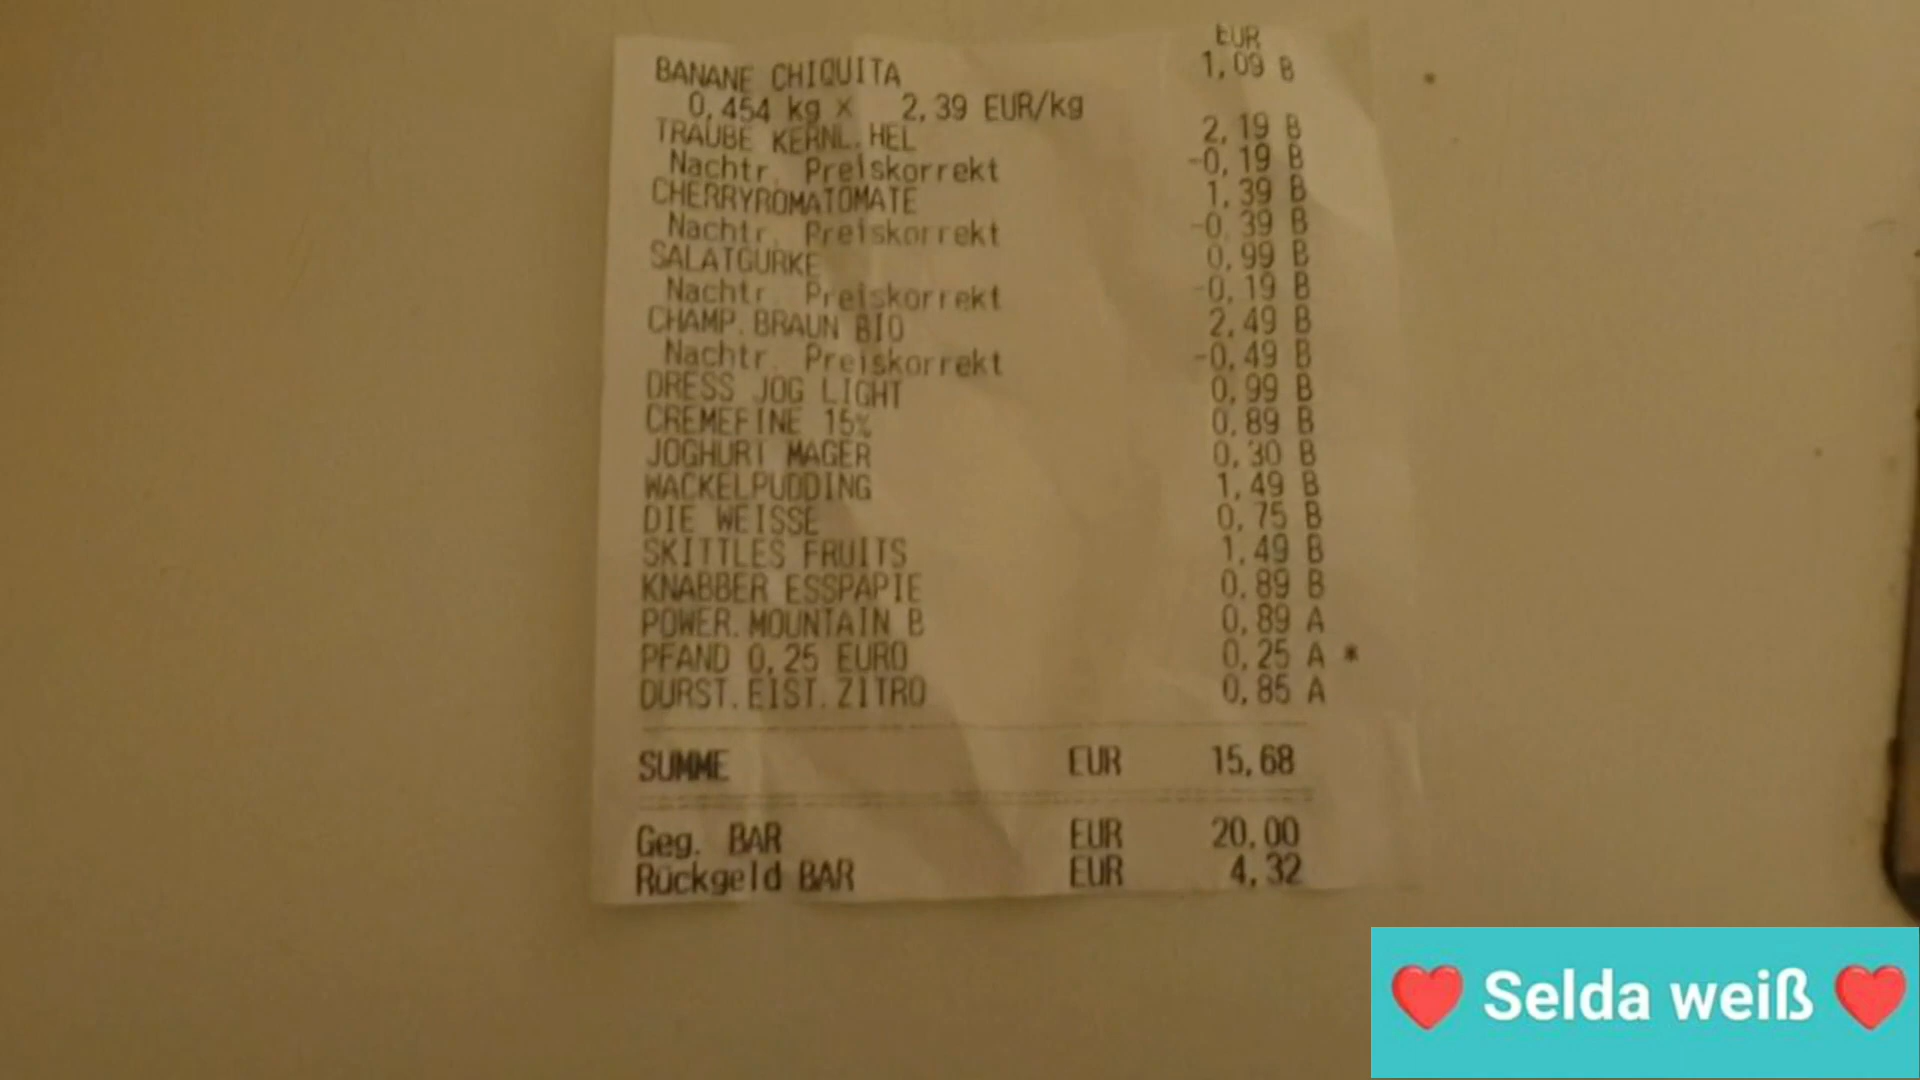 EUR
BANANE CHIQUITA 1,09 B
0,454 kg x 2,39 EUR/kg
TRAUBE KERNL.HEL 2,19 B
Nachtr. Preiskorrekt -0,19 B
CHERRYROMATOMATE 1,39 B
Nachtr. Preiskorrekt -0,39 B
SALATGURKE 0,99 B
Nachtr. Preiskorrekt -0,19 B
CHAMP.BRAUN BIO 2,49 B
Nachtr. Preiskorrekt -0,49 B
DRESS JOG LIGHT 0,99 B
CREMEFINE 15% 0,89 B
JOGHURT MAGER 0,30 B
WACKELPUDDING 1,49 B
DIE WEISSE 0,75 B
SKITTLES FRUITS 1,49 B
KNABBER ESSPAPIE 0,89 B
POWER.MOUNTAIN B 0,89 A
PFAND 0,25 EURO 0,25 A *
DURST.EIST.ZITRO 0,85 A
SUMME EUR 15,68
Geg. BAR EUR 20,00
Rückgeld BAR EUR 4,32
❤️ Selda weiß ❤️